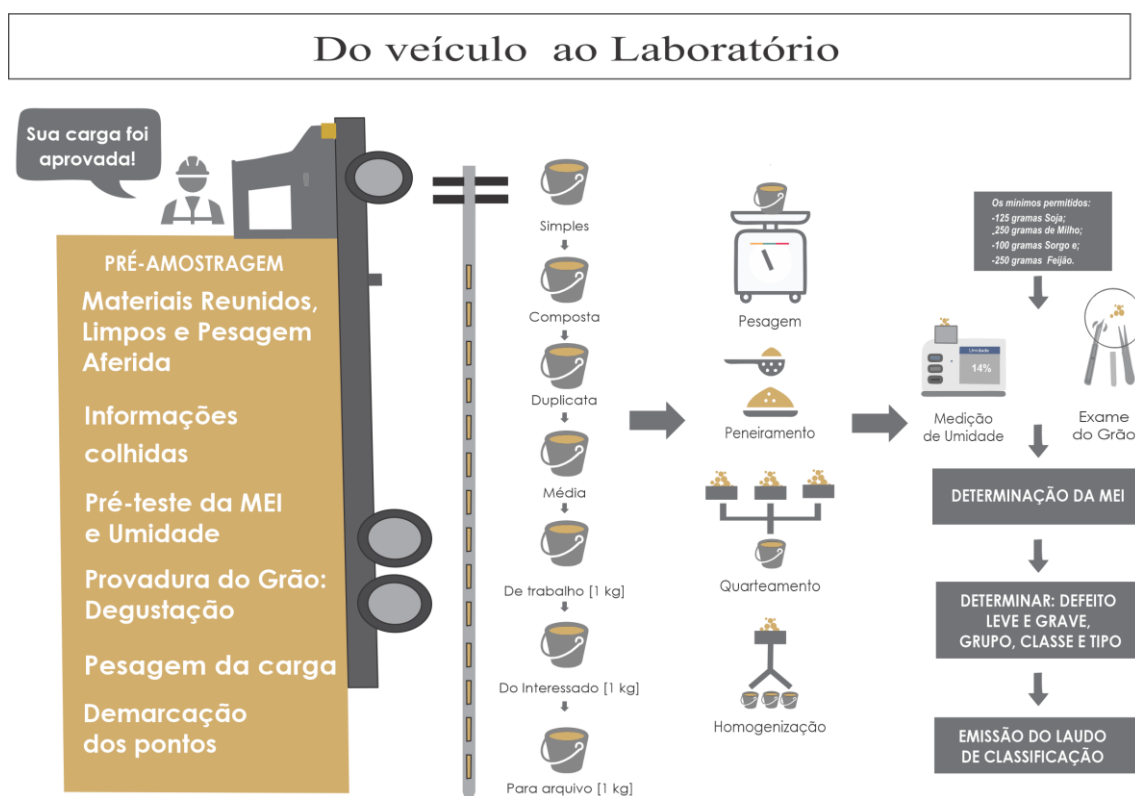 Do veículo ao Laboratório
Sua carga foi
aprovada!
PRÉ-AMOSTRAGEM
Materiais Reunidos,
Limpos e Pesagem
Aferida
Informações
colhidas
Pré-teste da MEI
e Umidade
Provadura do Grão:
Degustação
Pesagem da carga
Demarcação
dos pontos
Simples
Composta
Duplicata
Média
De trabalho [1 kg]
Do Interessado [1 kg]
Para arquivo [1 kg]
Pesagem
Peneiramento
Quarteamento
Homogenização
Os mínimos permitidos:
-125 gramas Soja;
,250 gramas de Milho;
-100 gramas Sorgo e;
-250 gramas Feijão.
Umidade
14%
Medição
de Umidade
Exame
do Grão
DETERMINAÇÃO DA MEI
DETERMINAR: DEFEITO
LEVE E GRAVE,
GRUPO, CLASSE E TIPO
EMISSÃO DO LAUDO
DE CLASSIFICAÇÃO